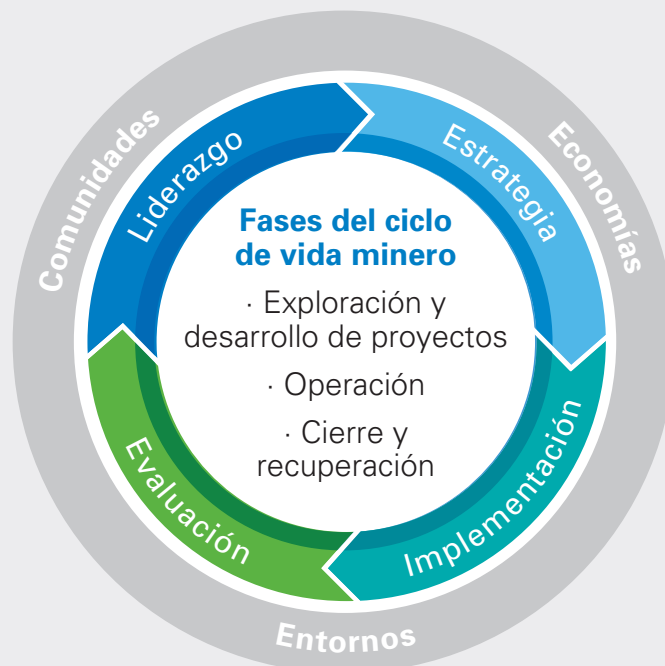 Comunidades
Economías
Entornos
Liderazgo
Estrategia
Implementación
Evaluación
Fases del ciclo
de vida minero
· Exploración y
desarrollo de proyectos
· Operación
· Cierre y
recuperación